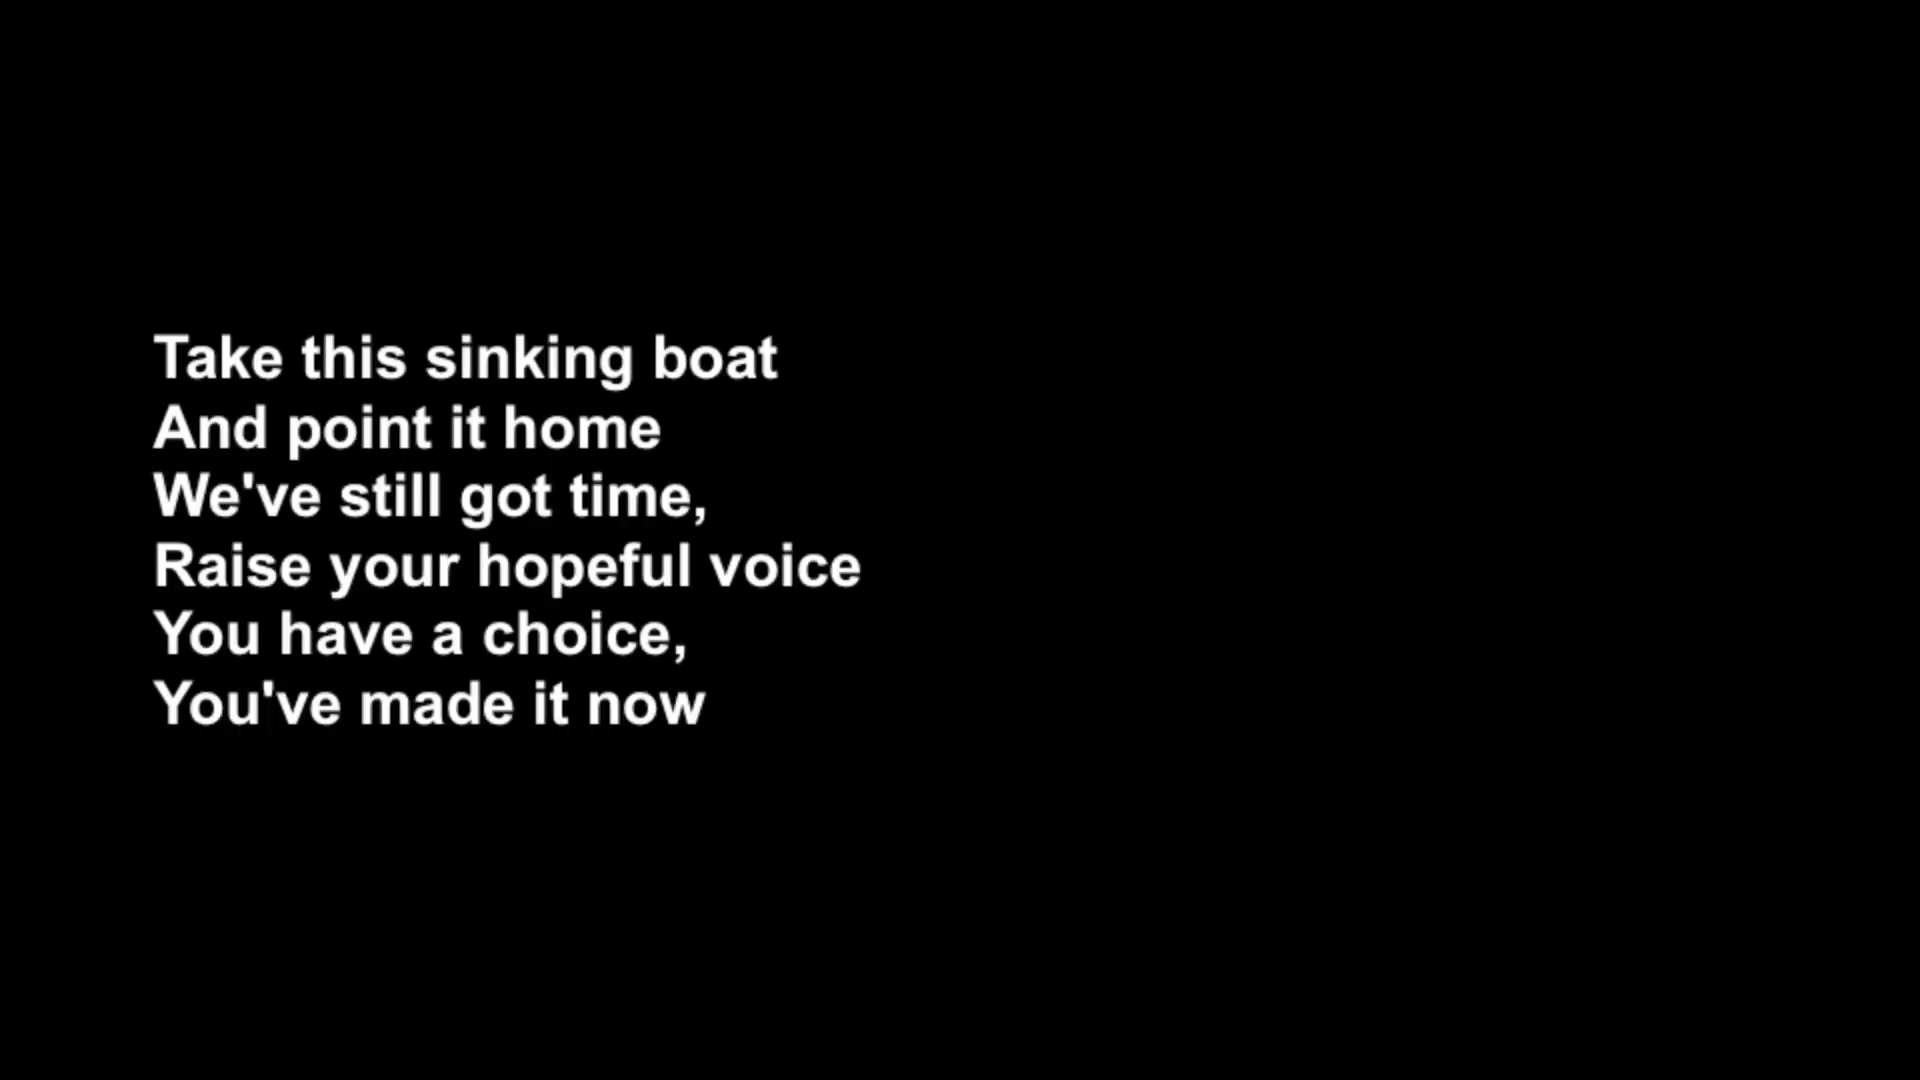 Take this sinking boat
And point it home
We've still got time,
Raise your hopeful voice
You have a choice,
You've made it now